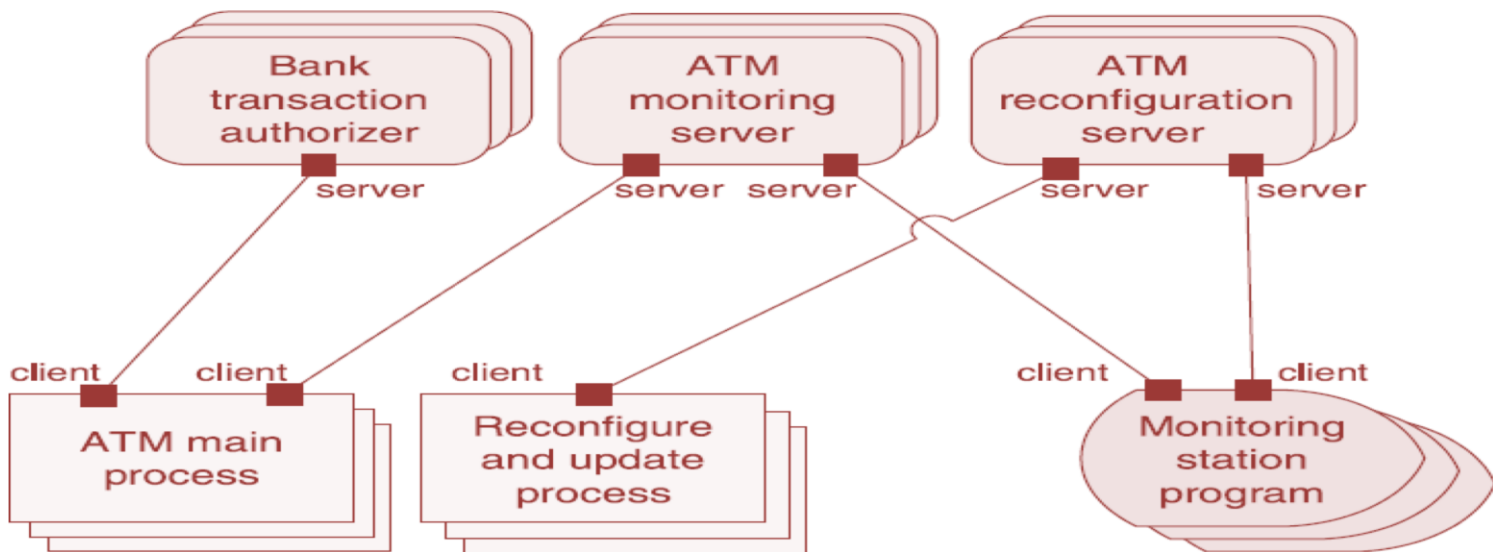 Bank
transaction
authorizer
ATM
monitoring
server
ATM
reconfiguration
server
server
server
server
server
server
client
client
client
client
client
ATM main
process
Reconfigure
and update
process
Monitoring
station
program